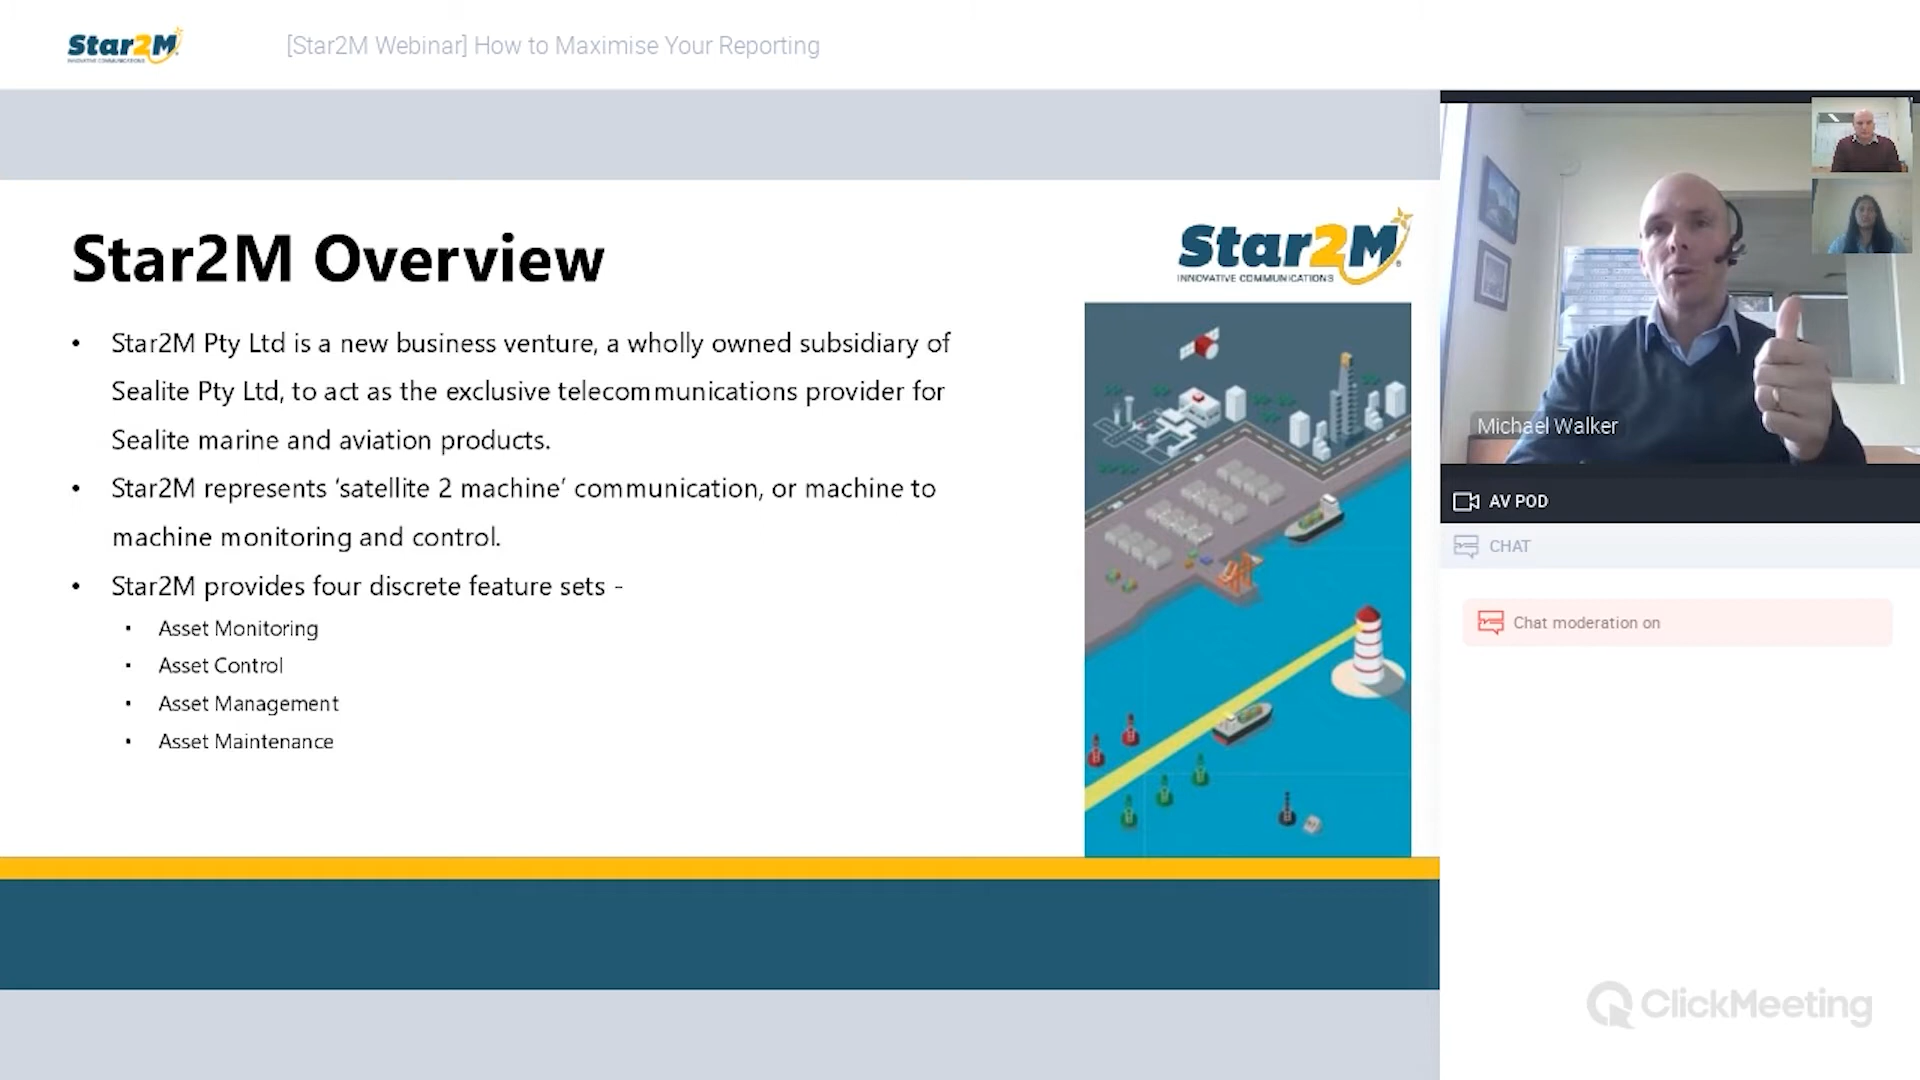 Star2M
INNOVATIVE COMMUNICATIONS
[Star2M Webinar] How to Maximise Your Reporting
Star2M Overview
Star2M
INNOVATIVE COMMUNICATIONS
• Star2M Pty Ltd is a new business venture, a wholly owned subsidiary of
Sealite Pty Ltd, to act as the exclusive telecommunications provider for
Sealite marine and aviation products.
• Star2M represents ‘satellite 2 machine’ communication, or machine to
machine monitoring and control.
• Star2M provides four discrete feature sets -
• Asset Monitoring
• Asset Control
• Asset Management
• Asset Maintenance
Michael Walker
AV POD
CHAT
Chat moderation on
ClickMeeting